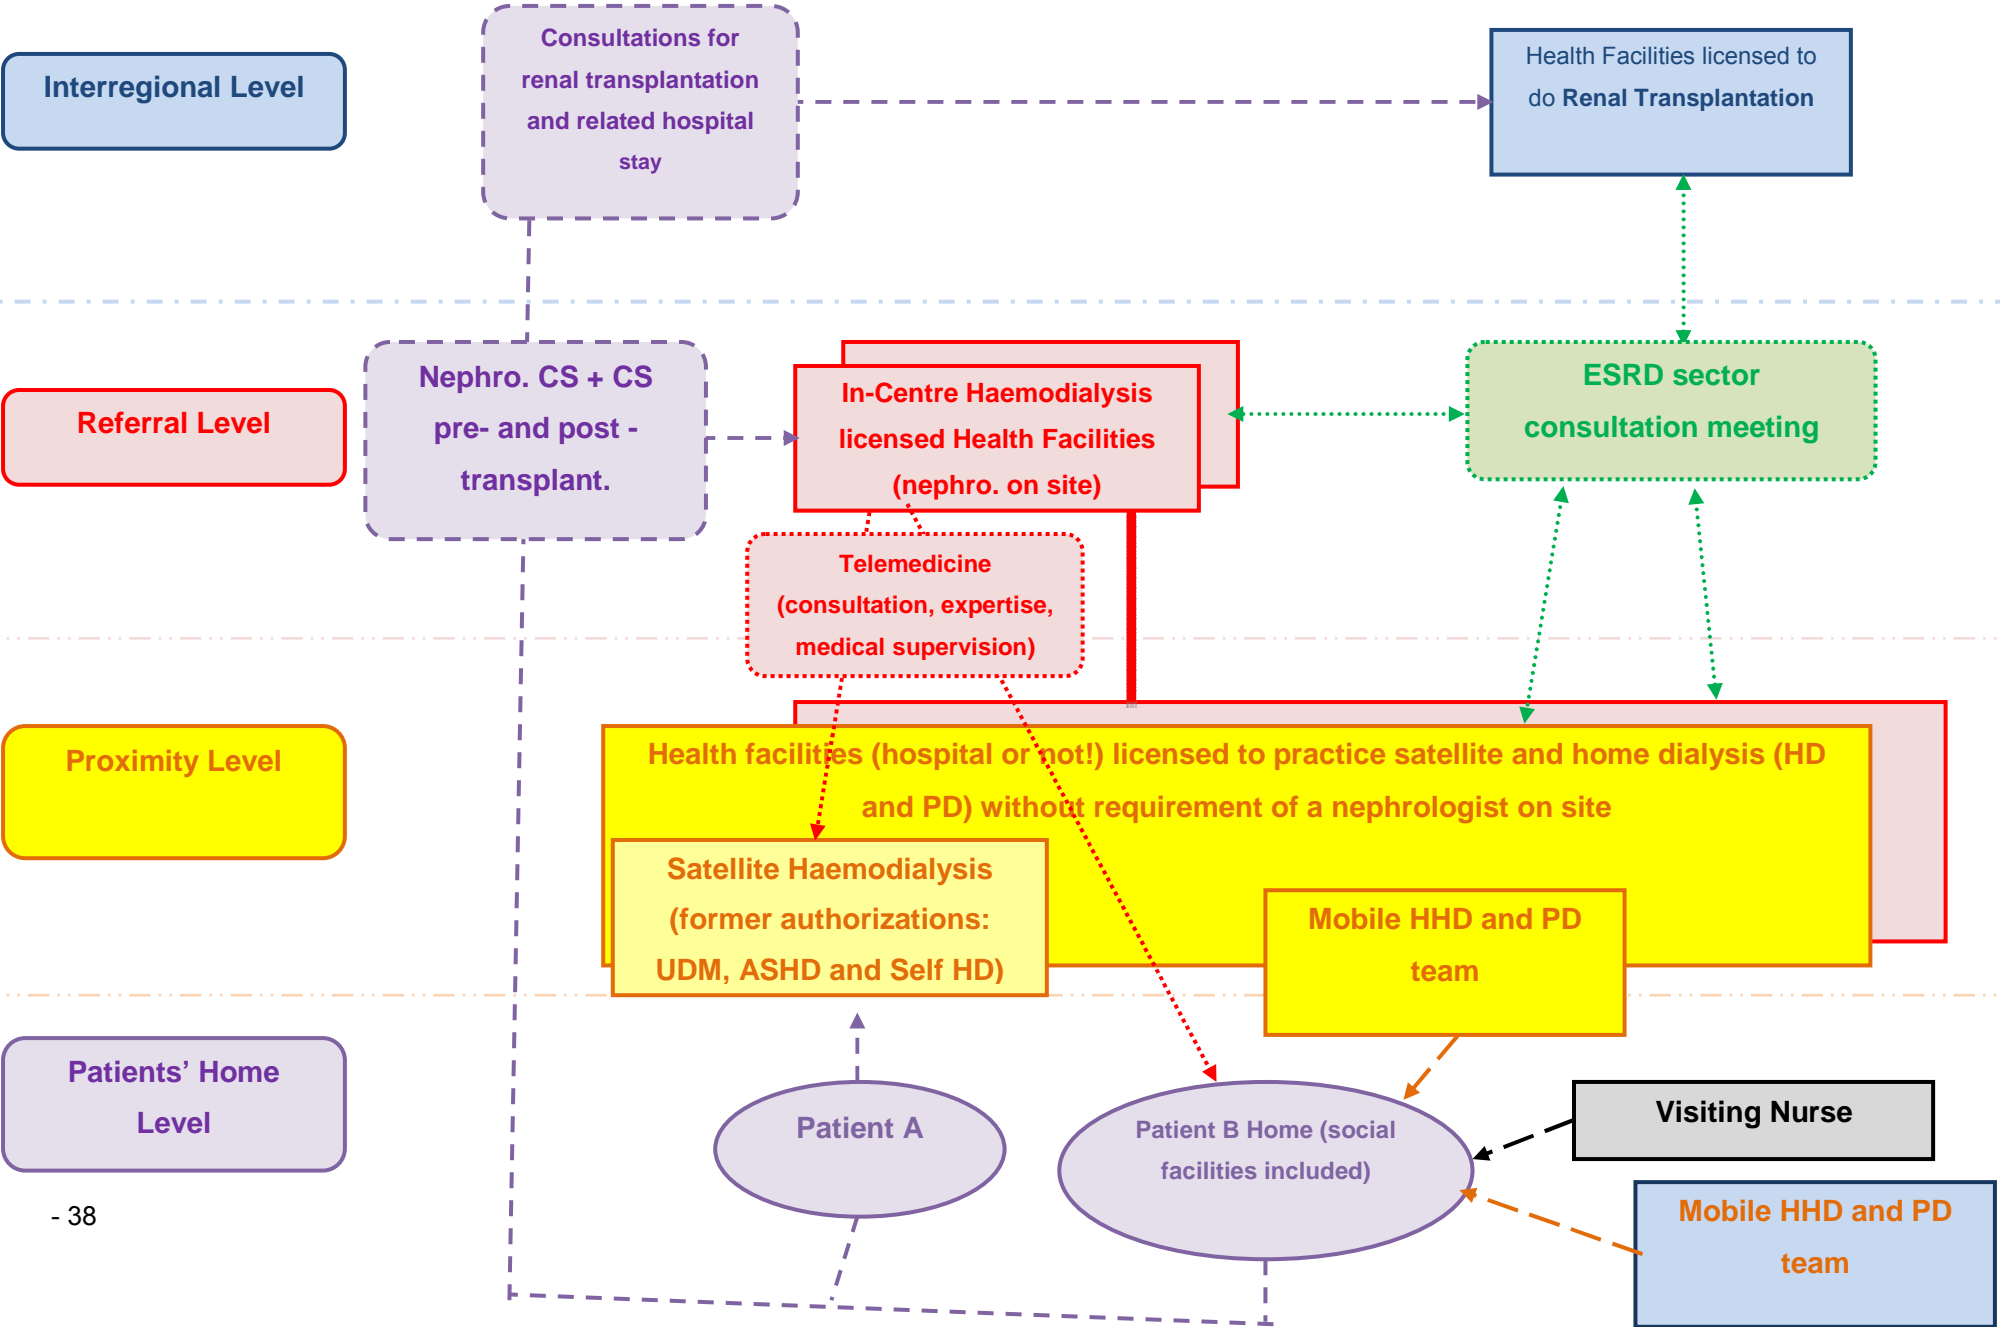 Interregional Level
Consultations for
renal transplantation
and related hospital
stay
Health Facilities licensed to
do Renal Transplantation
Referral Level
Nephro. CS + CS
pre- and post -
transplant.
In-Centre Haemodialysis
licensed Health Facilities
(nephro. on site)
ESRD sector
consultation meeting
Telemedicine
(consultation, expertise,
medical supervision)
Proximity Level
Health facilities (hospital or not!) licensed to practice satellite and home dialysis (HD
and PD) without requirement of a nephrologist on site
Satellite Haemodialysis
(former authorizations:
UDM, ASHD and Self HD)
Mobile HHD and PD
team
Patients’ Home
Level
Patient A
Patient B Home (social
facilities included)
Visiting Nurse
Mobile HHD and PD
team
- 38